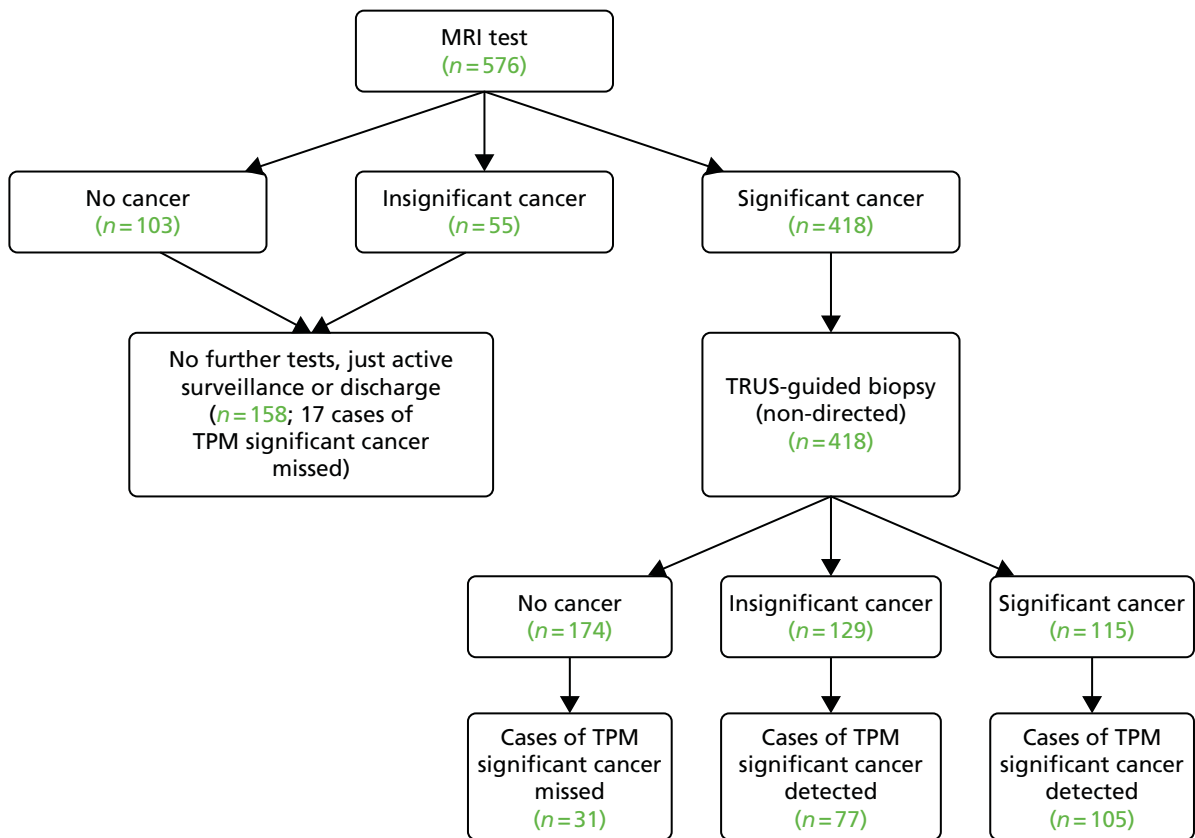 MRI test
(n=576)
No cancer
(n=103)
Insignificant cancer
(n=55)
Significant cancer
(n=418)
No further tests, just active
surveillance or discharge
(n=158; 17 cases of
TPM significant cancer
missed)
TRUS-guided biopsy
(non-directed)
(n=418)
No cancer
(n=174)
Insignificant cancer
(n=129)
Significant cancer
(n=115)
Cases of TPM
significant cancer
missed
(n=31)
Cases of TPM
significant cancer
detected
(n=77)
Cases of TPM
significant cancer
detected
(n=105)